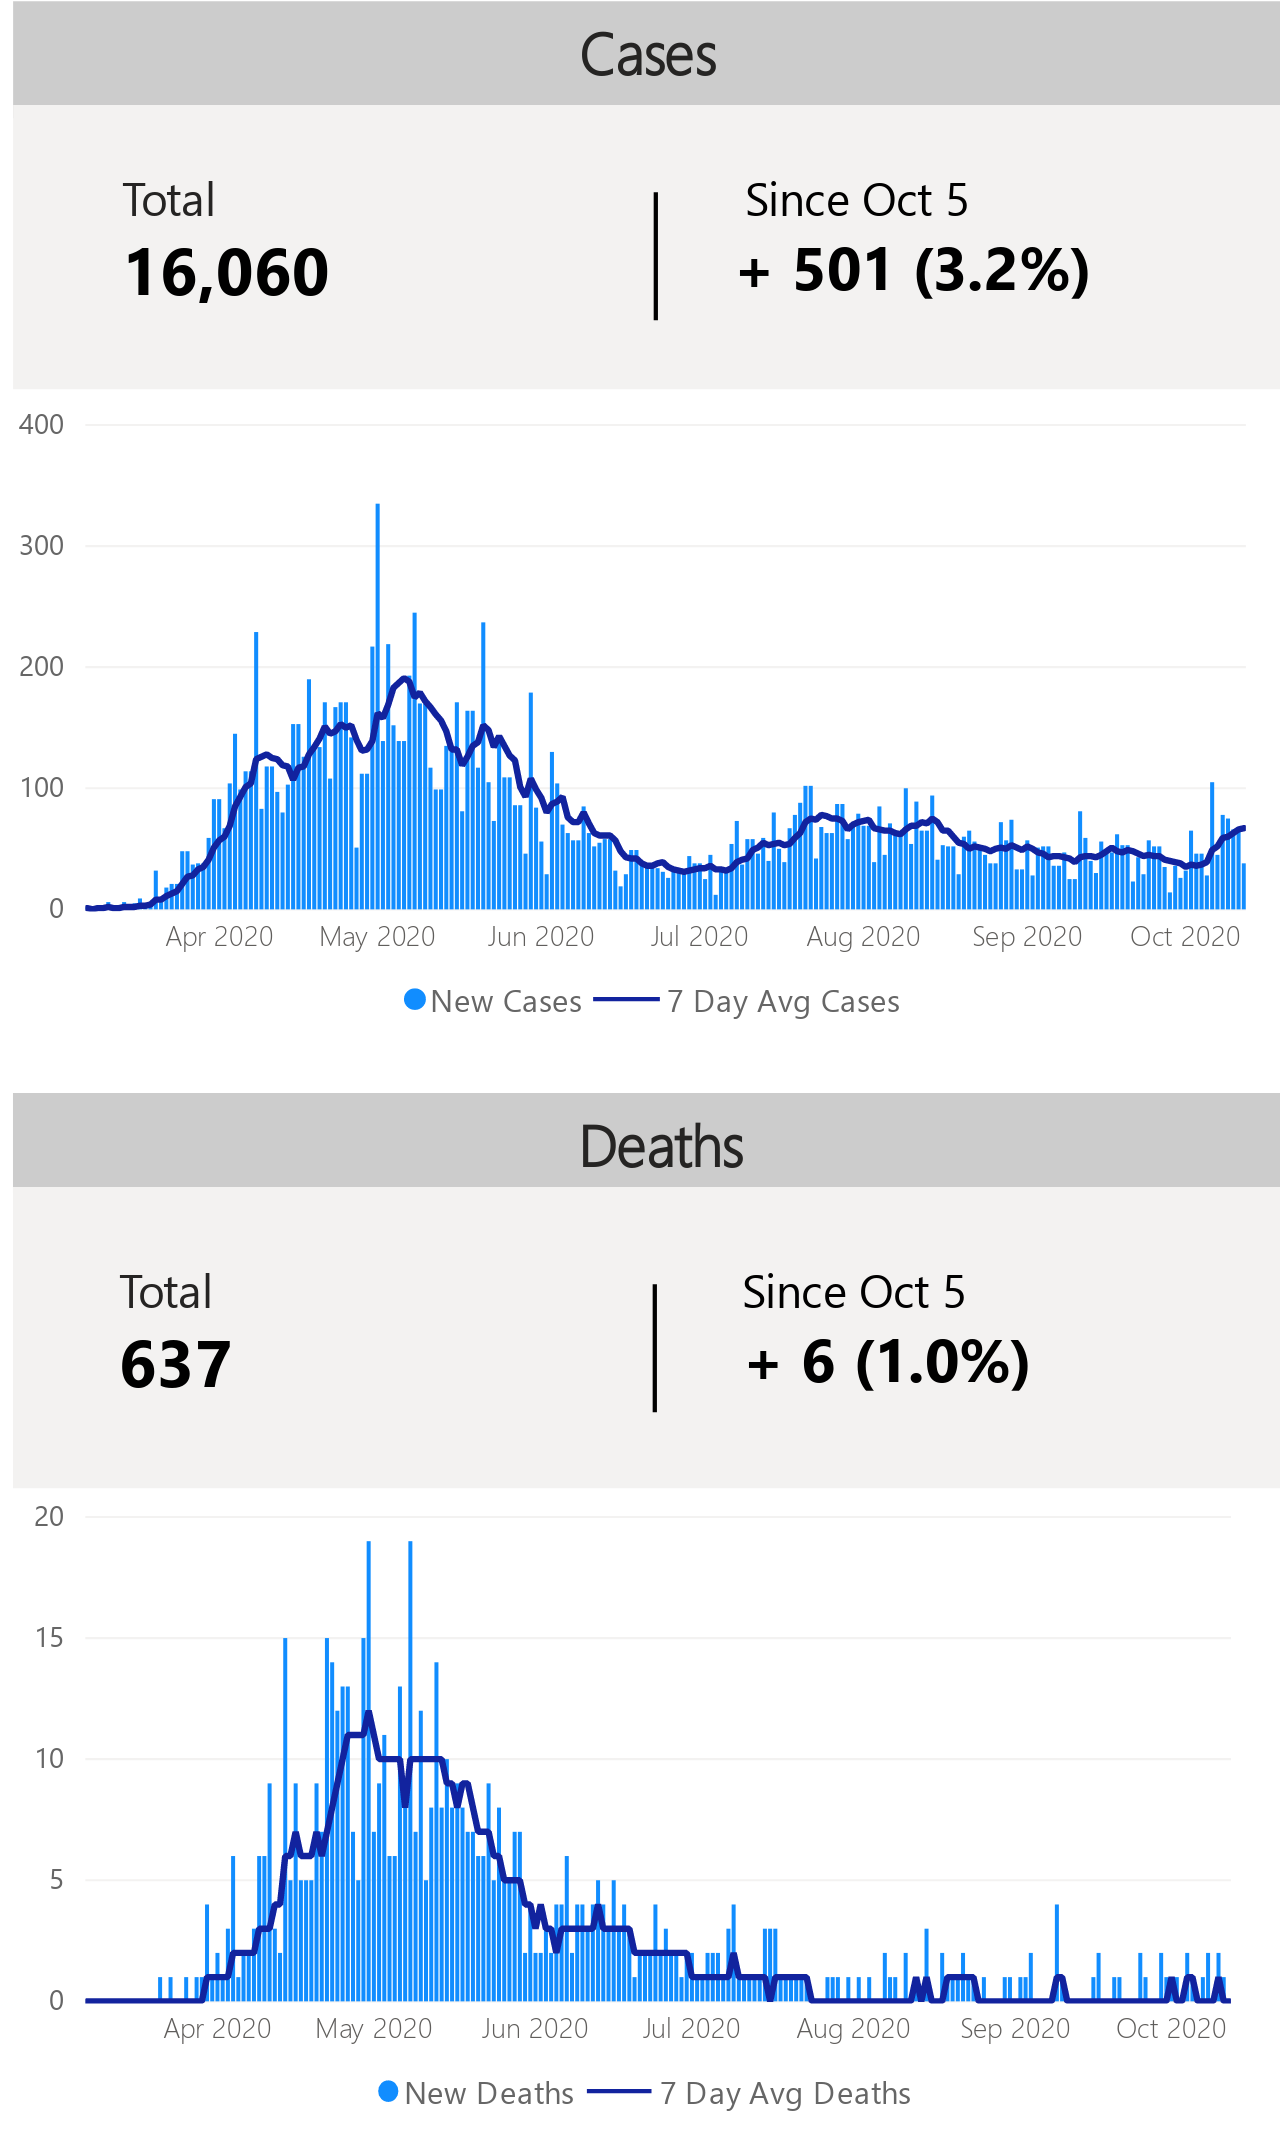 Cases
Total
Since Oct 5
16,060
+ 501 (3.2%)
400
300
200
100
0
Apr 2020 May 2020 Jun 2020 Jul 2020 Aug 2020 Sep 2020 Oct 2020
New Cases 7 Day Avg Cases
Deaths
Total
Since Oct 5
637
+ 6 (1.0%)
20
15
10
5
0
Apr 2020 May 2020 Jun 2020 Jul 2020 Aug 2020 Sep 2020 Oct 2020
New Deaths 7 Day Avg Deaths